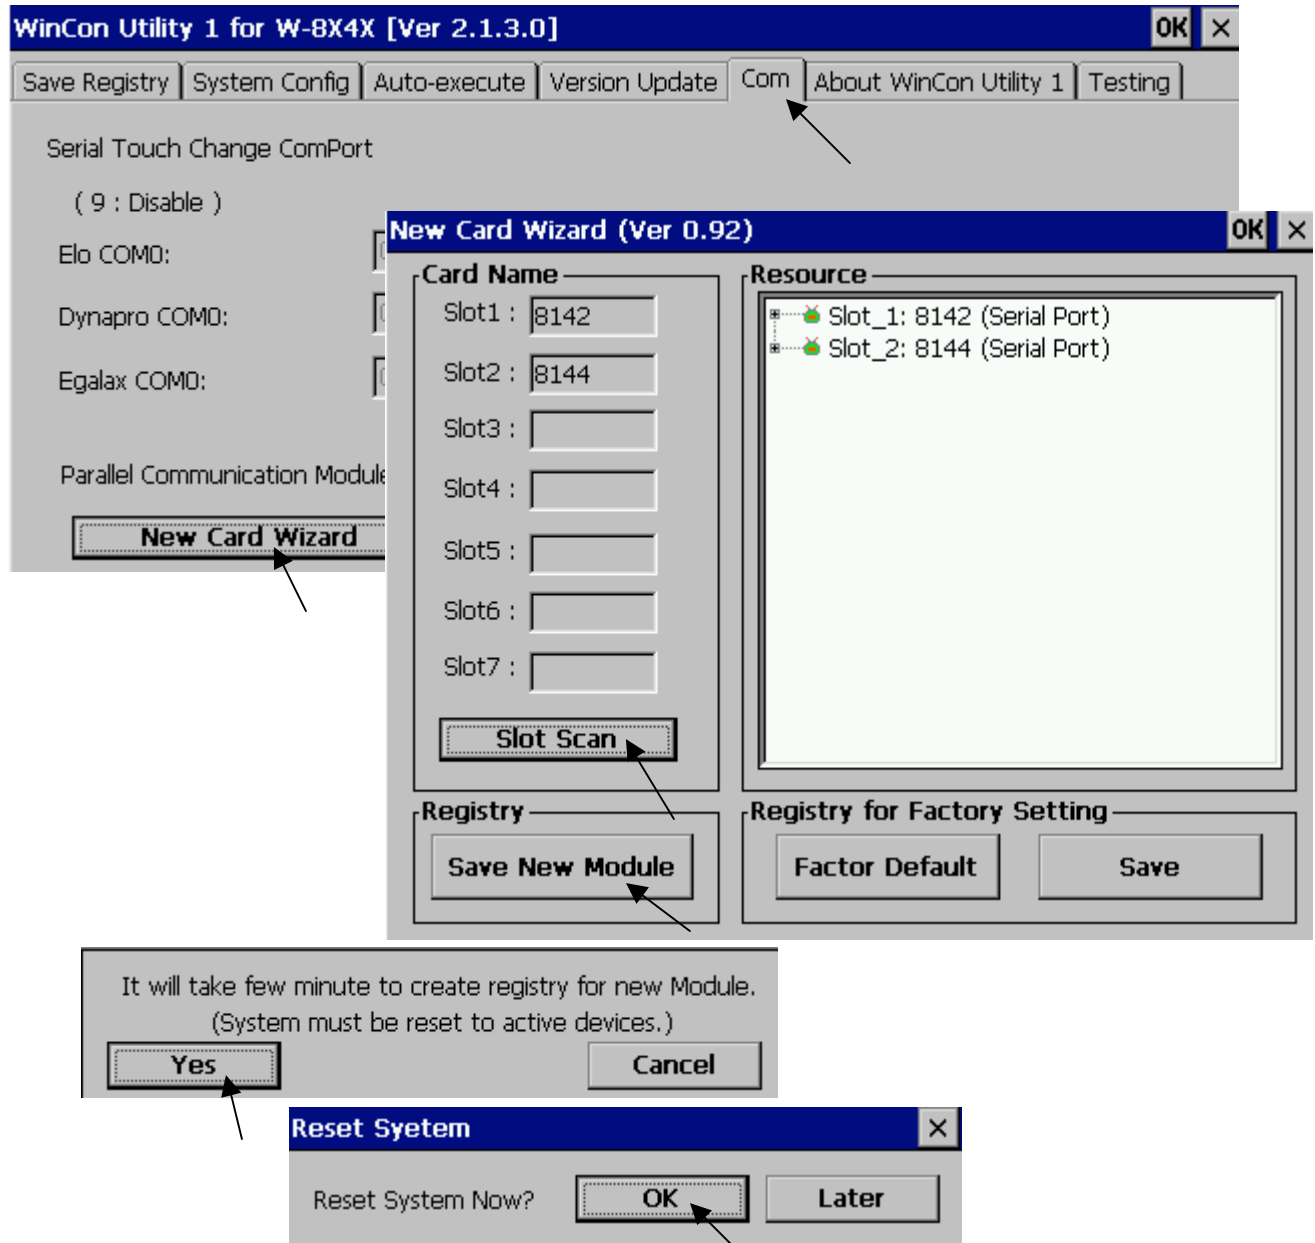 WinCon Utility 1 for W-8X4X [Ver 2.1.3.0] OK ×
Save Registry System Config Auto-execute Version Update Com About WinCon Utility 1 Testing
Serial Touch Change ComPort
( 9 : Disable )
Elo COM0:
Dynapro COM0:
Egalax COM0:
Parallel Communication Module
New Card Wizard
New Card Wizard (Ver 0.92) OK ×
Card Name
Slot1 : 8142
Slot2 : 8144
Slot3 :
Slot4 :
Slot5 :
Slot6 :
Slot7 :
Slot Scan
Resource
Slot_1: 8142 (Serial Port)
Slot_2: 8144 (Serial Port)
Registry
Save New Module
Registry for Factory Setting
Factor Default Save
It will take few minute to create registry for new Module.
(System must be reset to active devices.)
Yes Cancel
Reset Syetem ×
Reset System Now? OK Later